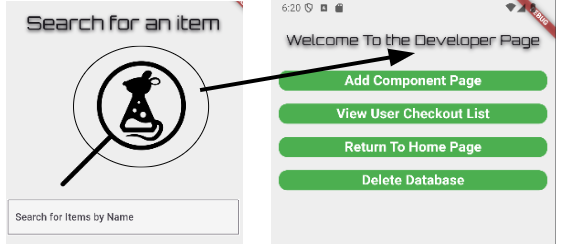 Search for an item
Search for Items by Name
6:20
Welcome To the Developer Page
Add Component Page
View User Checkout List
Return To Home Page
Delete Database